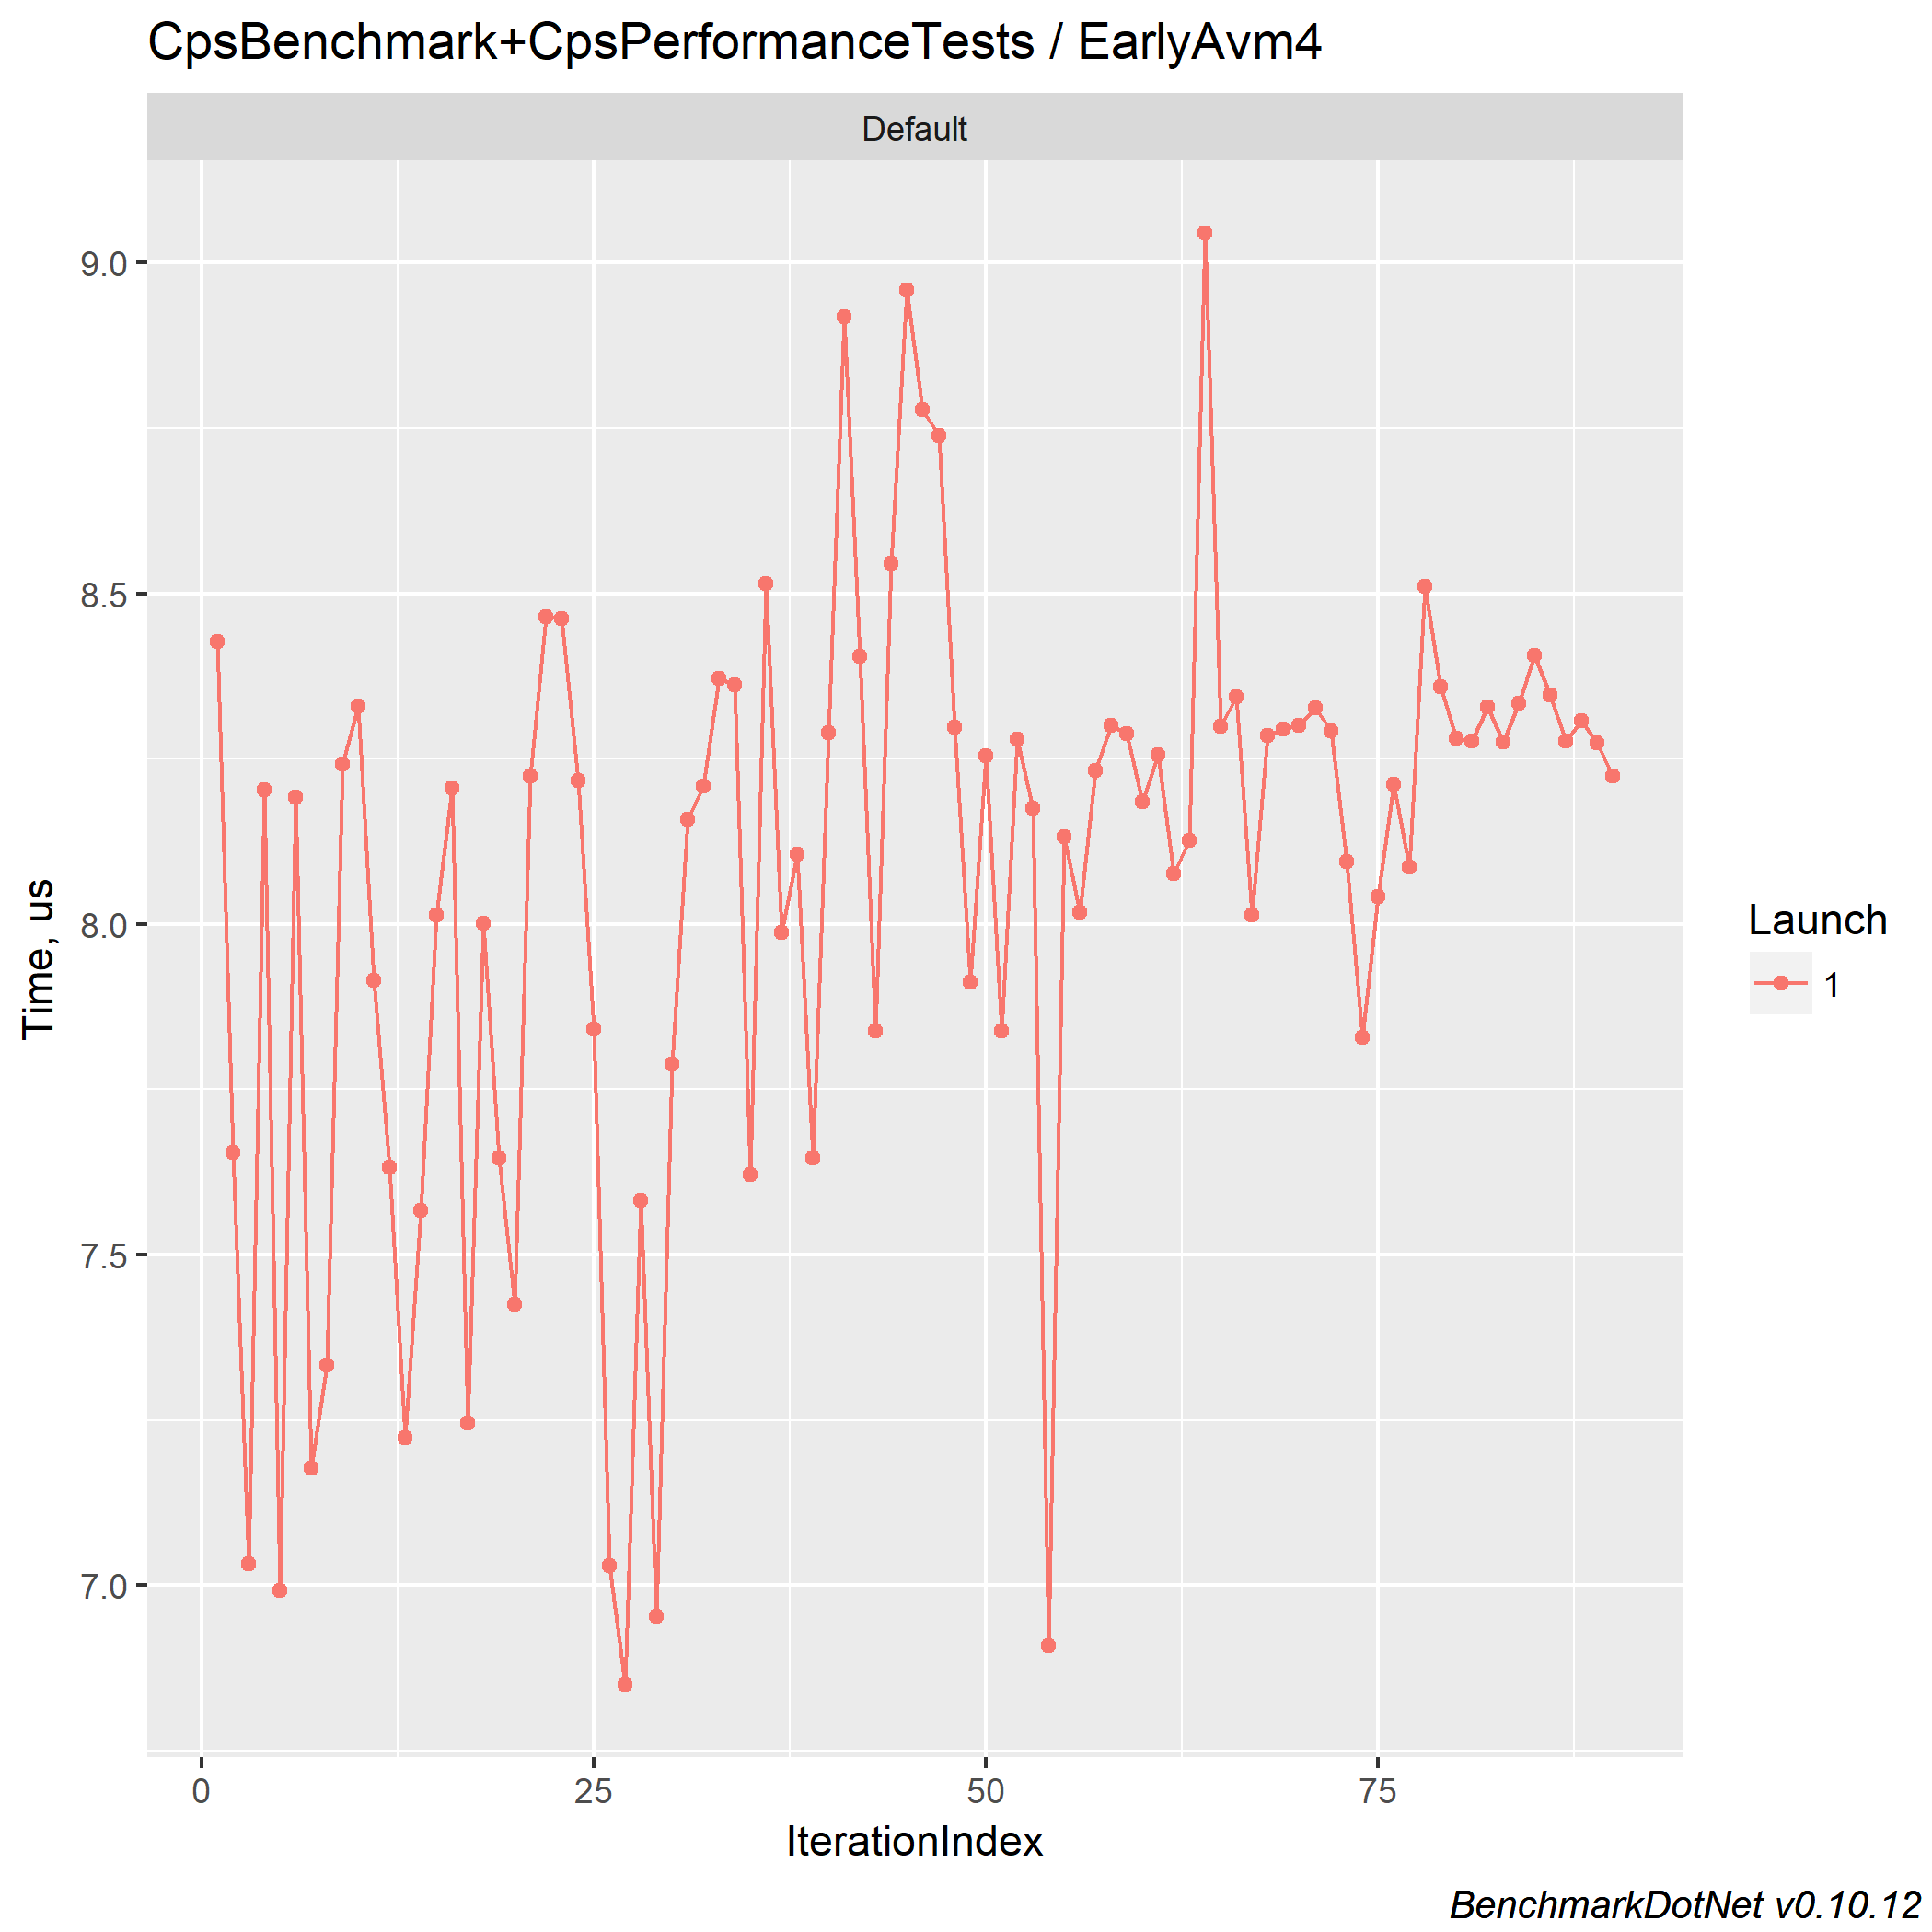 CpsBenchmark+CpsPerformanceTests / EarlyAvm4
Default
9.0
8.5
8.0
7.5
7.0
Time, us
0 25 50 75
IterationIndex
Launch
1
BenchmarkDotNet v0.10.12